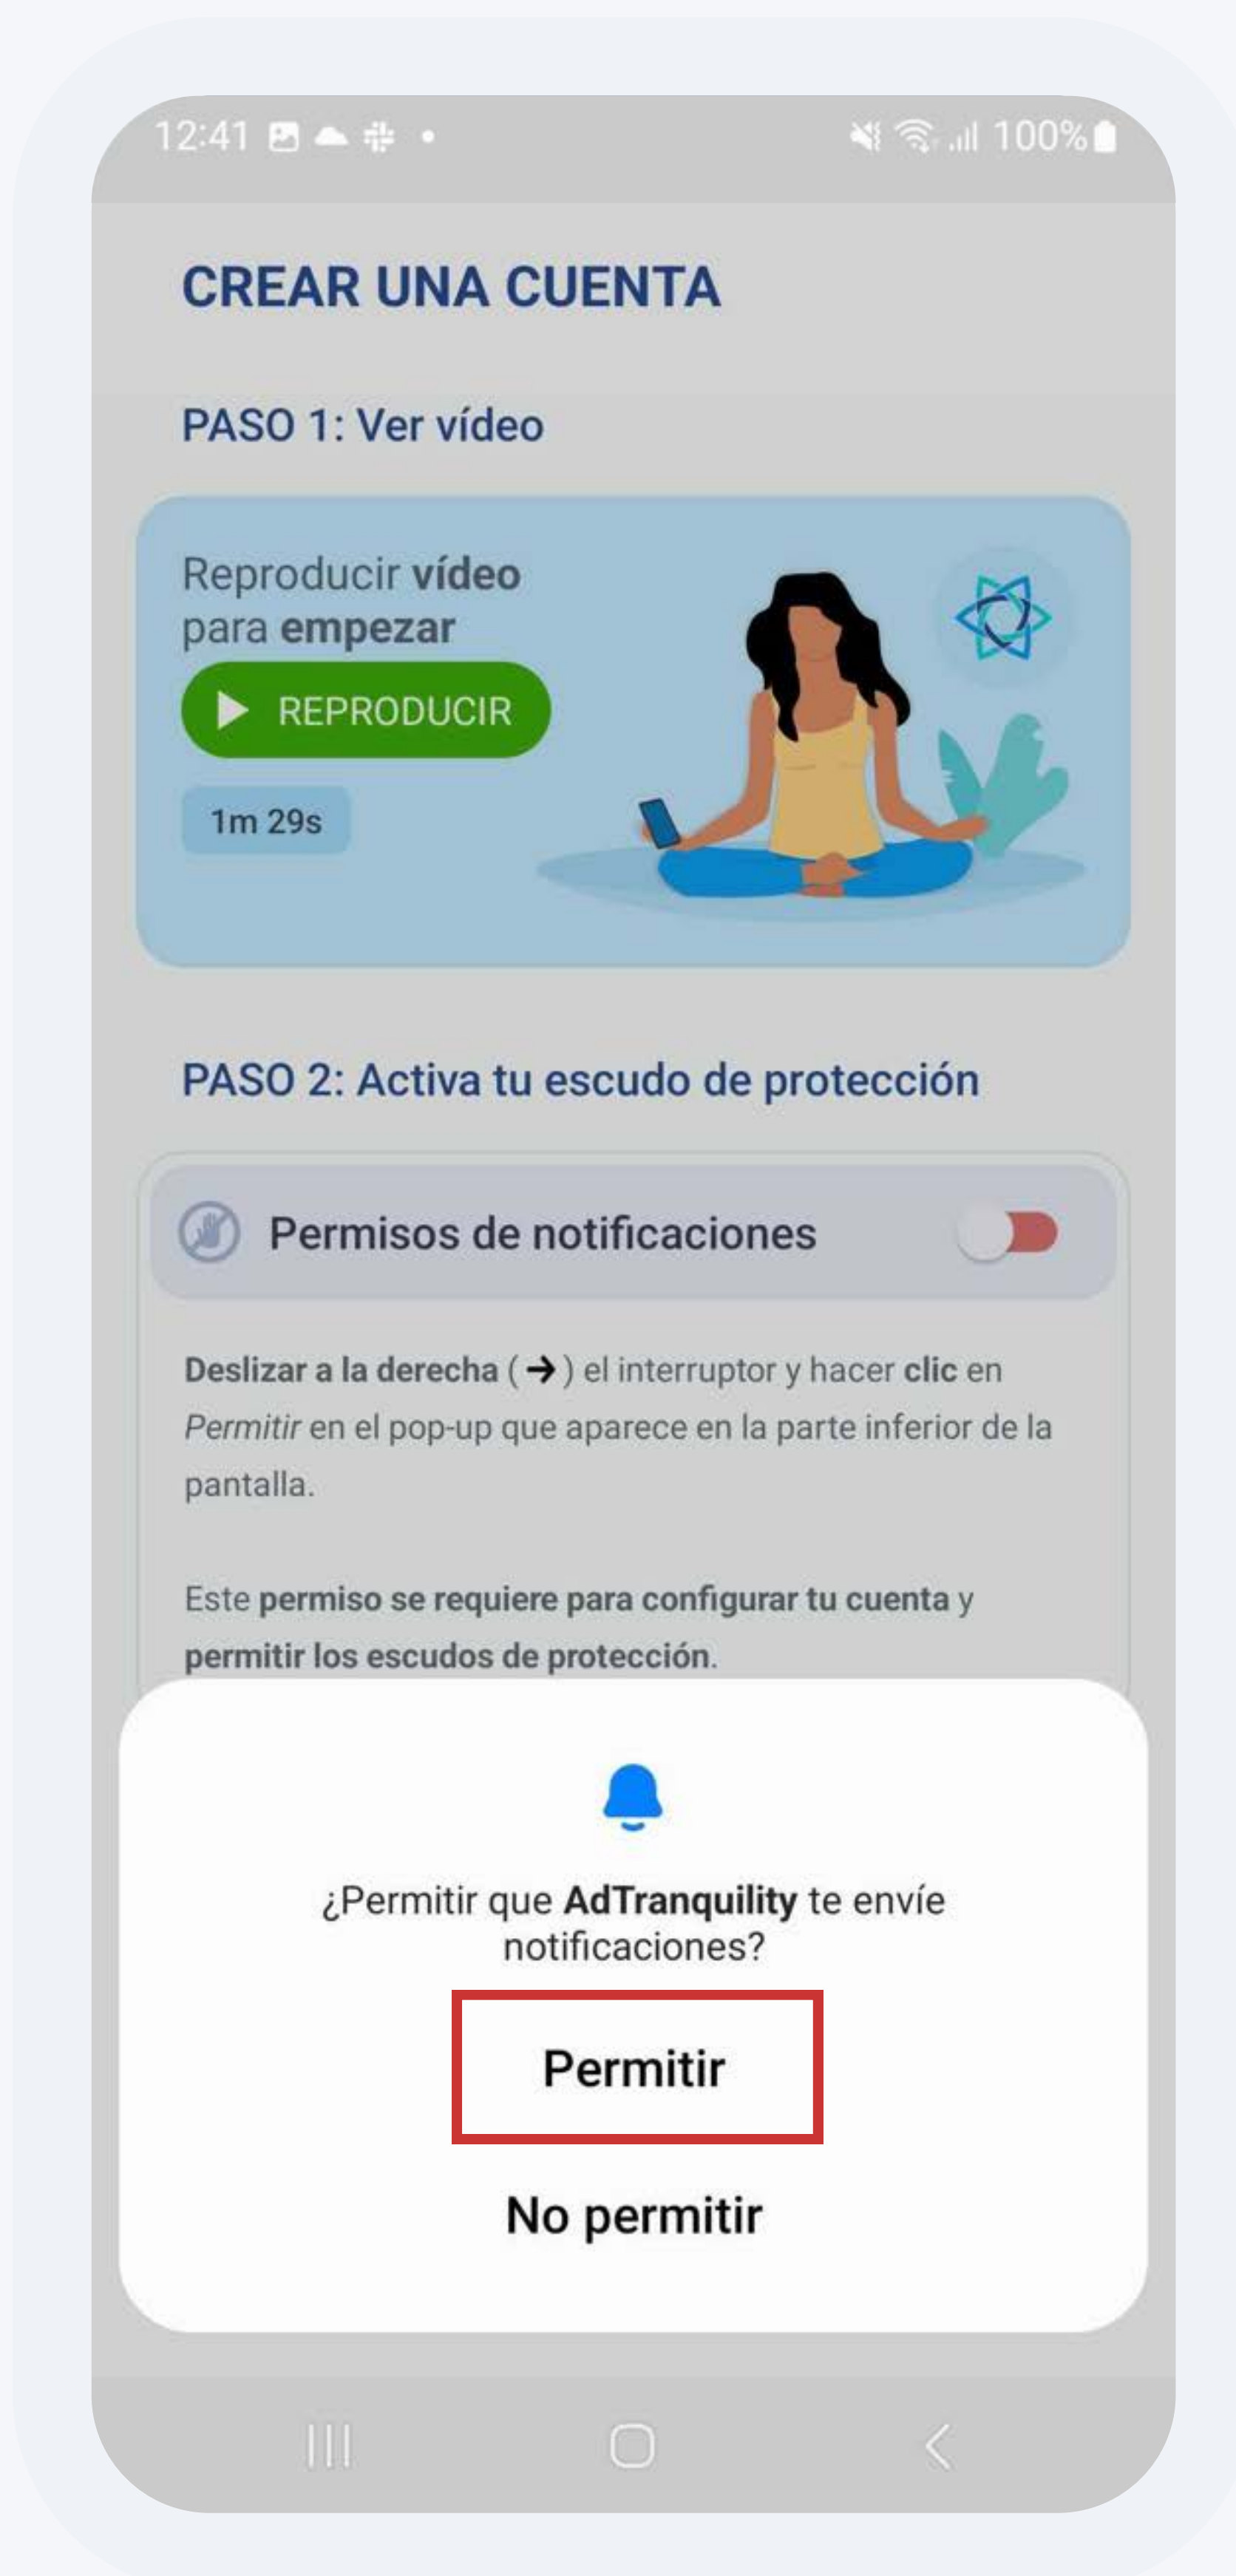 12:41
100%
CREAR UNA CUENTA
PASO 1: Ver vídeo
Reproducir vídeo
para empezar
REPRODUCIR
1m 29s
PASO 2: Activa tu escudo de protección
Permisos de notificaciones
Deslizar a la derecha (➔) el interruptor y hacer clic en
Permitir en el pop-up que aparece en la parte inferior de la
pantalla.
Este permiso se requiere para configurar tu cuenta y
permitir los escudos de protección.
¿Permitir que AdTranquility te envíe
notificaciones?
Permitir
No permitir